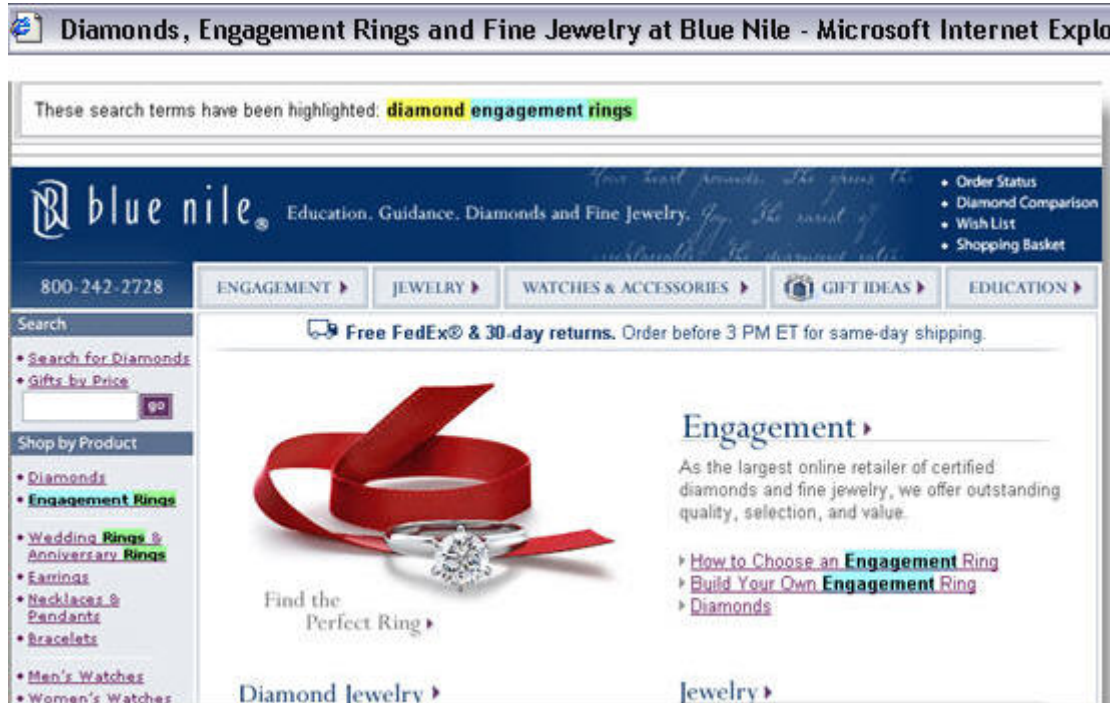 Diamonds, Engagement Rings and Fine Jewelry at Blue Nile - Microsoft Internet Explo
These search terms have been highlighted: diamond engagement rings
blue nile® Education. Guidance. Diamonds and Fine Jewelry.
• Order Status
• Diamond Comparison
• Wish List
• Shopping Basket
800-242-2728 ENGAGEMENT JEWELRY WATCHES & ACCESSORIES GIFT IDEAS EDUCATION
Search
• Search for Diamonds
• Gifts by Price
go
Shop by Product
• Diamonds
• Engagement Rings
• Wedding Rings &
Anniversary Rings
• Earrings
• Necklaces &
Pendants
• Bracelets
• Men's Watches
• Women's Watches
Free FedEx® & 30-day returns. Order before 3 PM ET for same-day shipping.
Find the
Perfect Ring
Engagement
As the largest online retailer of certified
diamonds and fine jewelry, we offer outstanding
quality, selection, and value.
How to Choose an Engagement Ring
Build Your Own Engagement Ring
Diamonds
Diamond Jewelry
Jewelry